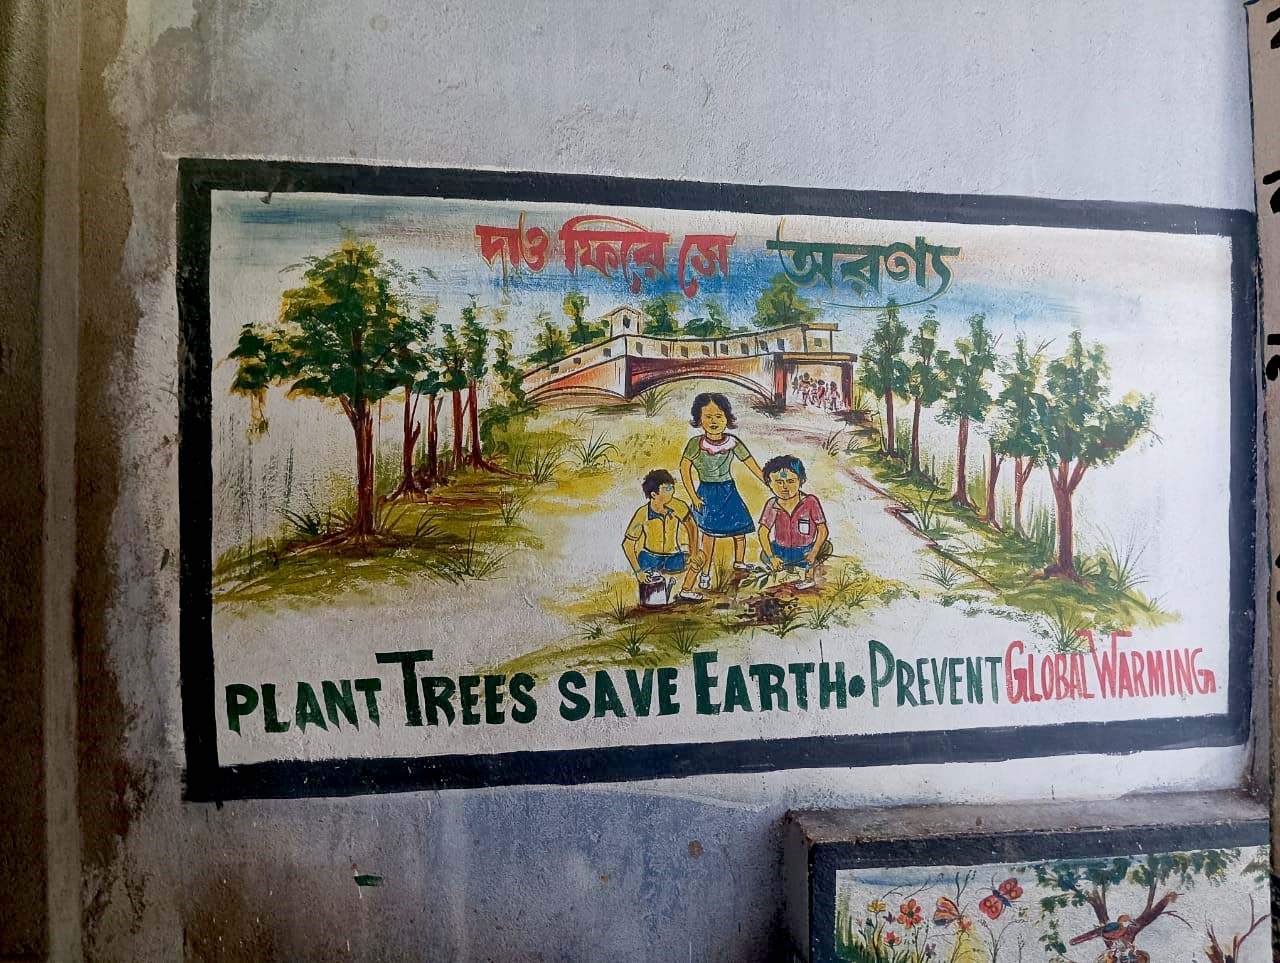 দাও ফিরে সে অরণ্য
PLANT TREES SAVE EARTH • PREVENT GLOBAL WARMING